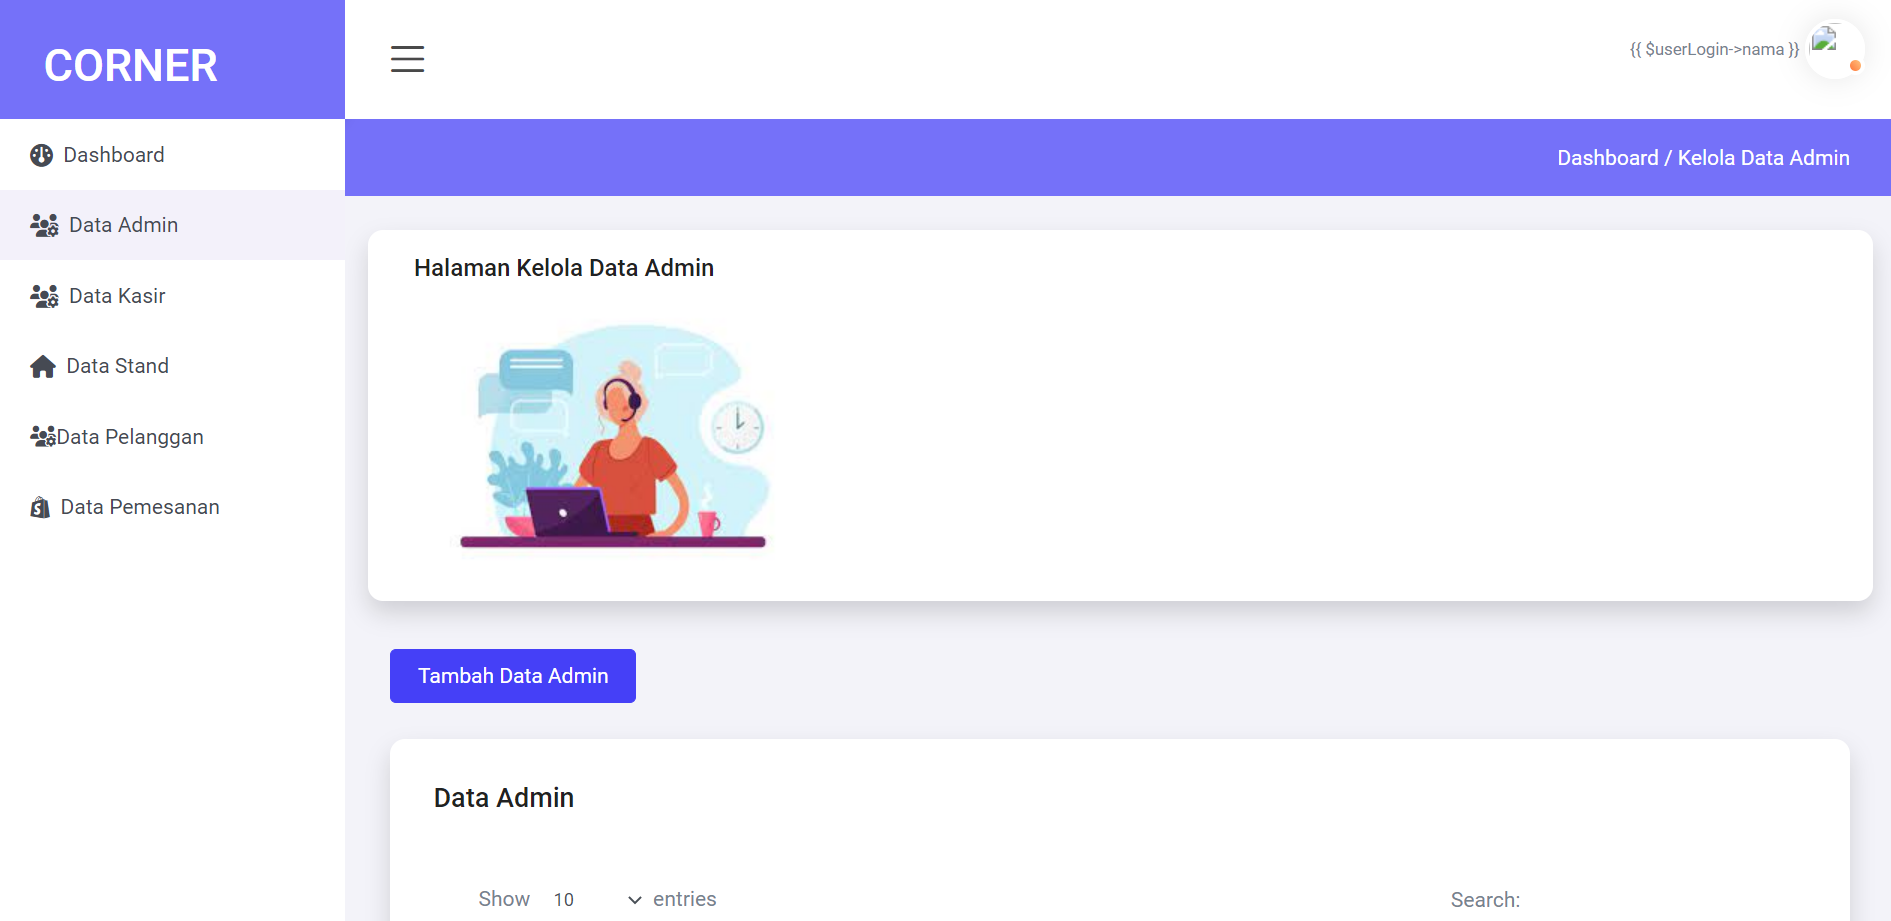 CORNER
{{ $userLogin->nama }}
Dashboard / Kelola Data Admin
Dashboard
Data Admin
Data Kasir
Data Stand
Data Pelanggan
Data Pemesanan
Halaman Kelola Data Admin
Tambah Data Admin
Data Admin
Show 10 entries
Search: